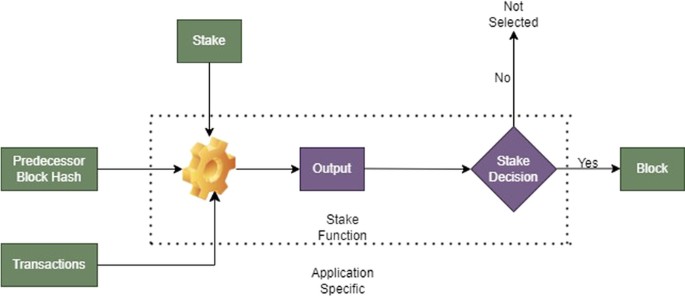 Not
Selected
Stake
No
Predecessor
Block Hash
Output
Stake
Decision
Yes
Block
Stake
Function
Transactions
Application
Specific